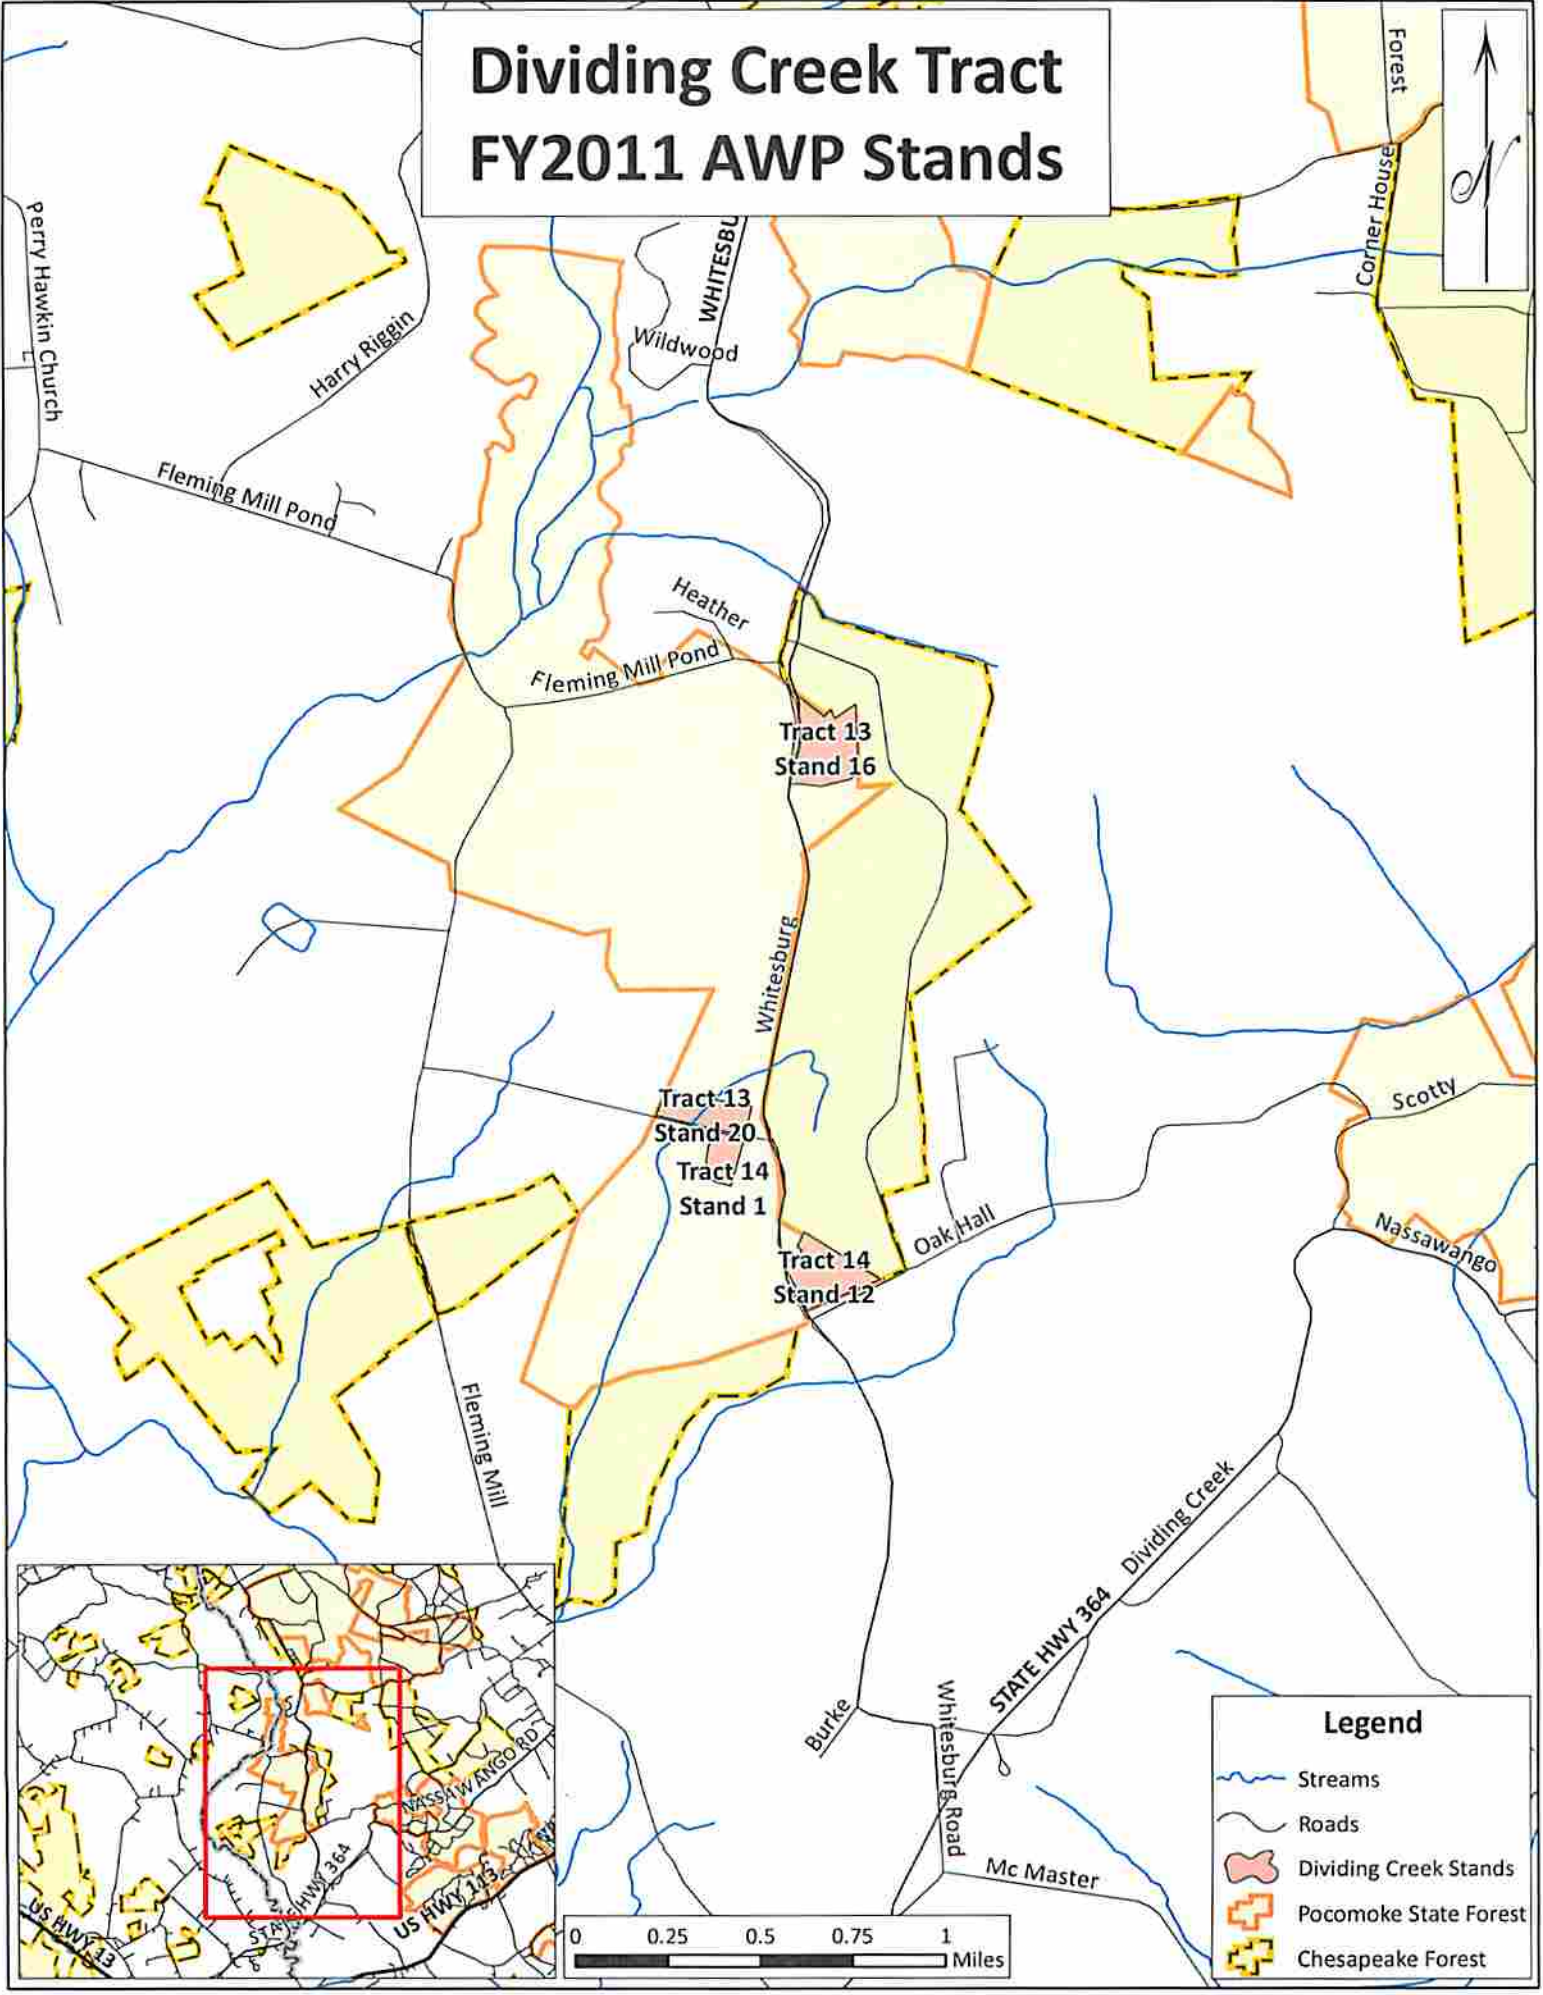 Dividing Creek Tract
FY2011 AWP Stands
Forest
N
Corner House
Perry Hawkin Church
Harry Riggin
WHITESBU
Wildwood
Fleming Mill Pond
Heather
Fleming Mill Pond
Tract 13
Stand 16
Whitesburg
Tract 13
Stand 20
Tract 14
Stand 1
Scotty
Nassawango
Oak Hall
Tract 14
Stand 12
Fleming Mill
Dividing Creek
STATE HWY 364
Burke
Whitesburg Road
Mc Master
NASSAWANGO RD
STATE HWY 364
US HWY 113
US HWY 13
0 0.25 0.5 0.75 1
Miles
Legend
Streams
Roads
Dividing Creek Stands
Pocomoke State Forest
Chesapeake Forest